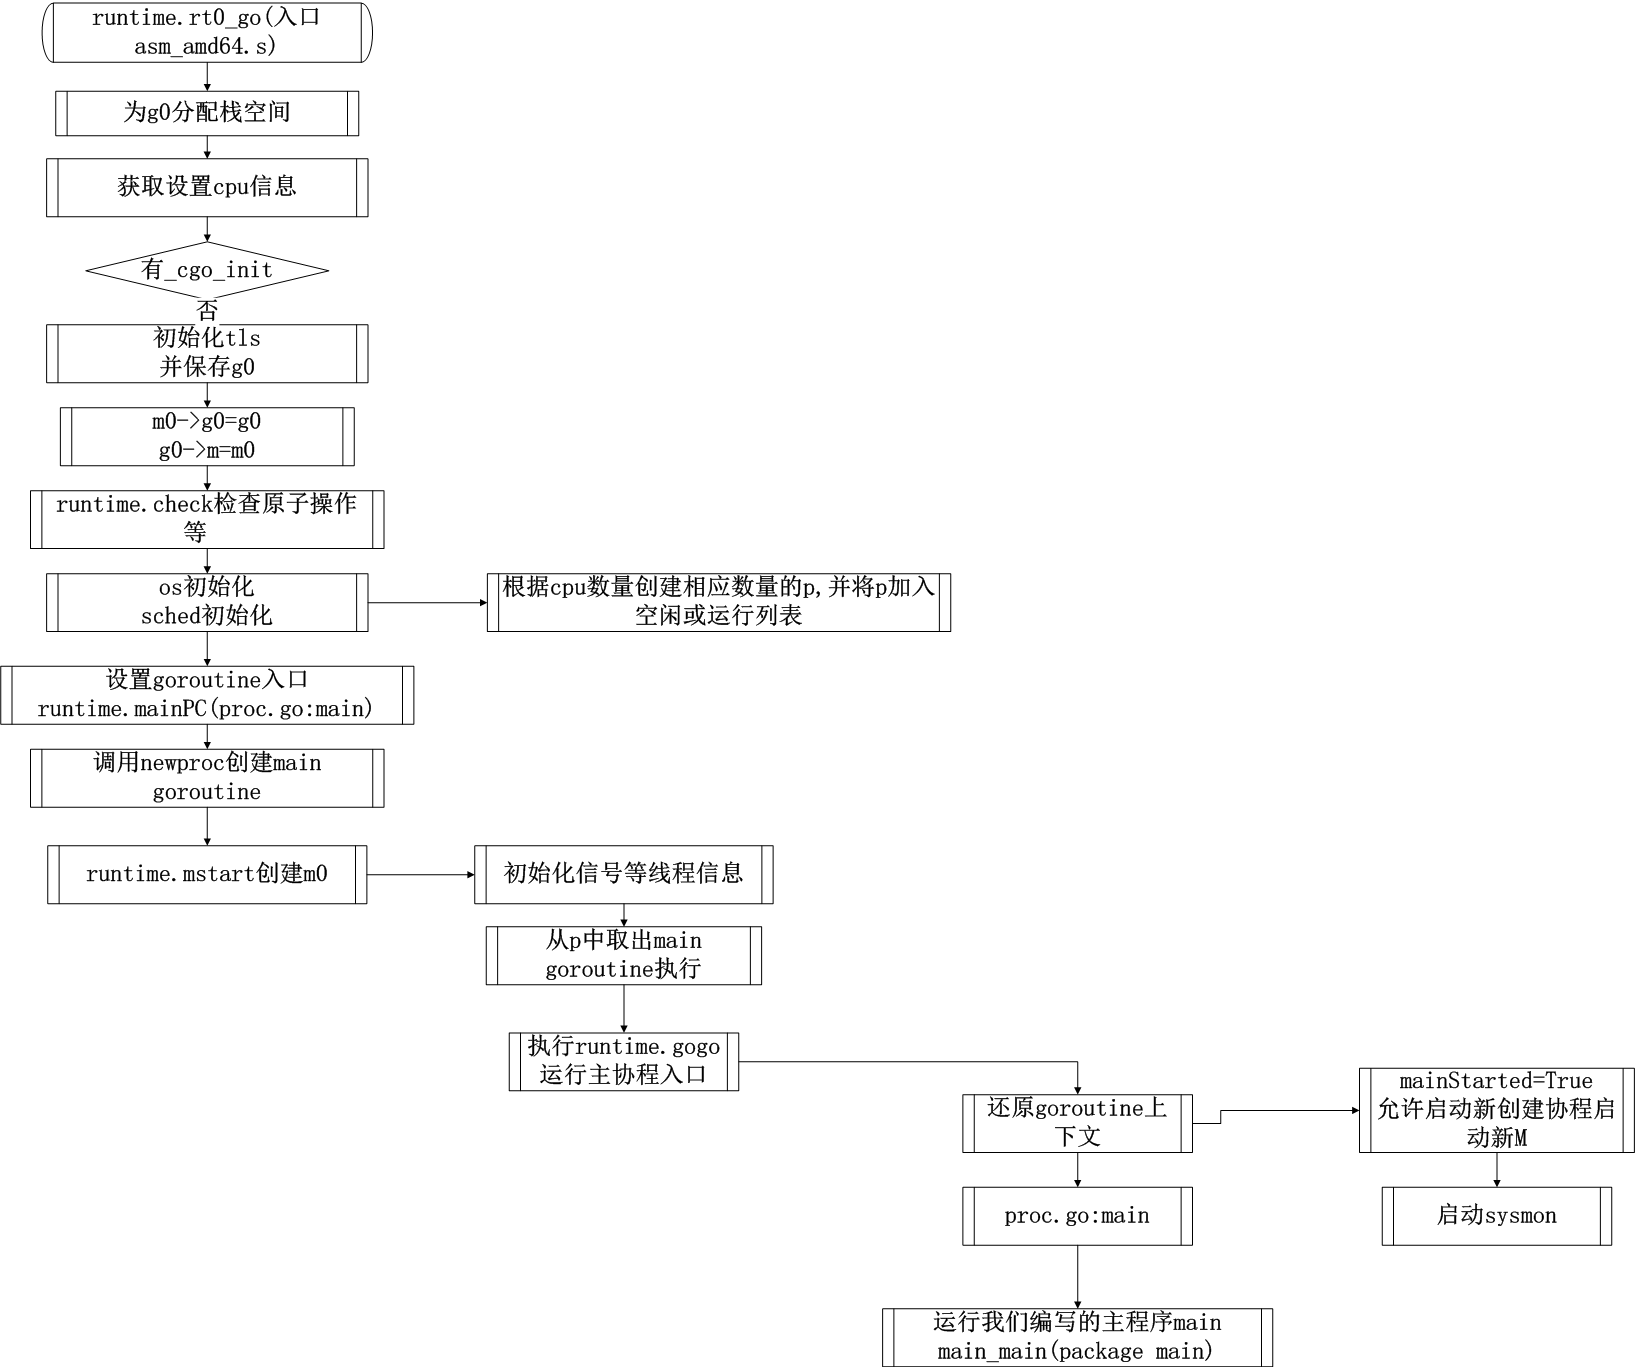 runtime.rt0_go(入口
asm_amd64.s)
为g0分配栈空间
获取设置cpu信息
有_cgo_init
否
初始化tls
并保存g0
m0->g0=g0
g0->m=m0
runtime.check检查原子操作
等
os初始化
sched初始化
根据cpu数量创建相应数量的p,并将p加入
空闲或运行列表
设置goroutine入口
runtime.mainPC(proc.go:main)
调用newproc创建main
goroutine
runtime.mstart创建m0
初始化信号等线程信息
从p中取出main
goroutine执行
执行runtime.gogo
运行主协程入口
还原goroutine上
下文
mainStarted=True
允许启动新创建协程启
动新M
proc.go:main
启动sysmon
运行我们编写的主程序main
main_main(package main)